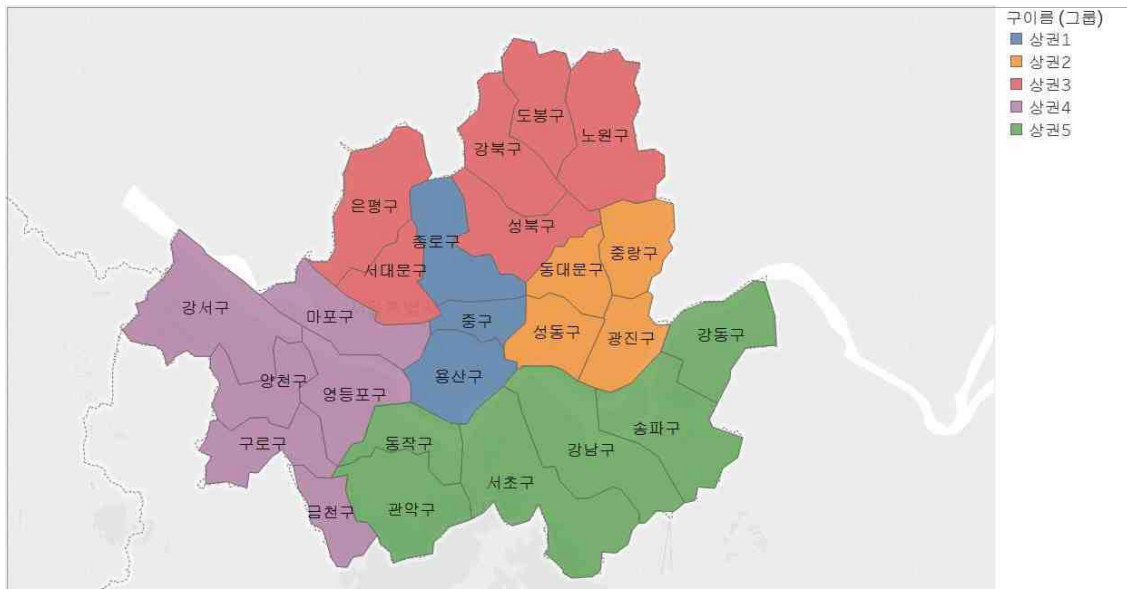 구이름 (그룹)
상권1
상권2
상권3
상권4
상권5
도봉구
노원구
강북구
은평구
성북구
종로구
중랑구
서대문구
동대문구
강서구
마포구
중구
성동구
광진구
강동구
양천구
용산구
영등포구
송파구
구로구
동작구
강남구
서초구
관악구
금천구